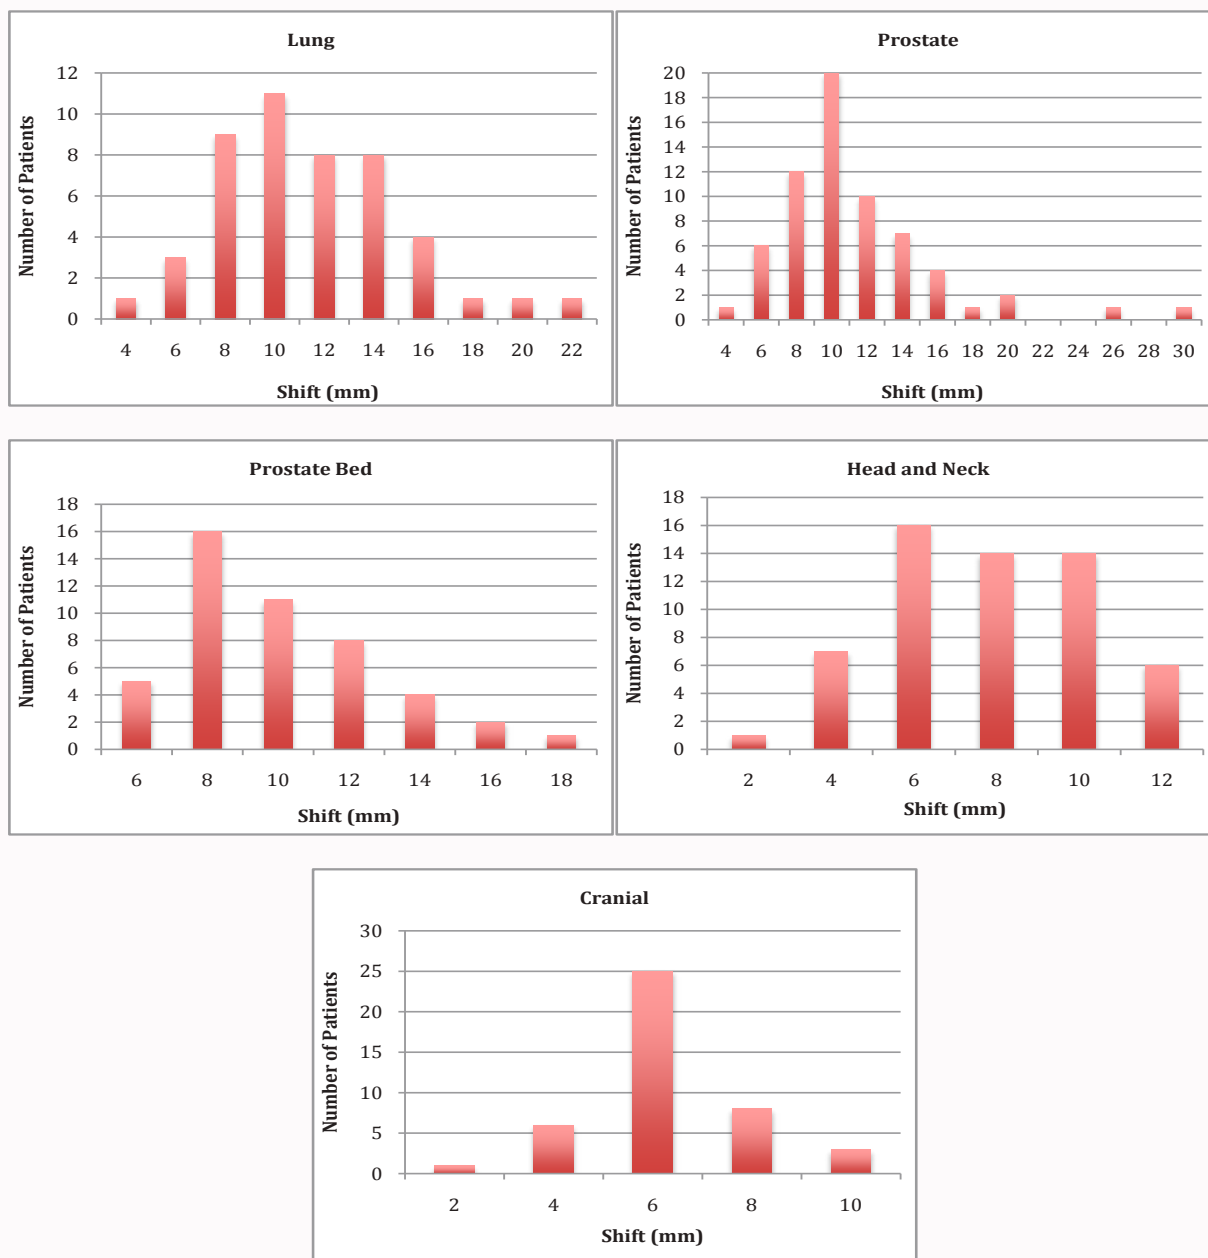 Lung
12
10
8
6
4
2
0
Number of Patients
4 6 8 10 12 14 16 18 20 22
Shift (mm)
Prostate
20
18
16
14
12
10
8
6
4
2
0
Number of Patients
4 6 8 10 12 14 16 18 20 22 24 26 28 30
Shift (mm)
Prostate Bed
18
16
14
12
10
8
6
4
2
0
Number of Patients
6 8 10 12 14 16 18
Shift (mm)
Head and Neck
18
16
14
12
10
8
6
4
2
0
Number of Patients
2 4 6 8 10 12
Shift (mm)
Cranial
30
25
20
15
10
5
0
Number of Patients
2 4 6 8 10
Shift (mm)